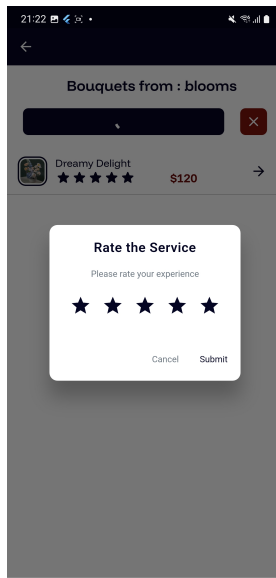 21:22
Bouquets from : blooms
Dreamy Delight
$120
Rate the Service
Please rate your experience
Cancel Submit